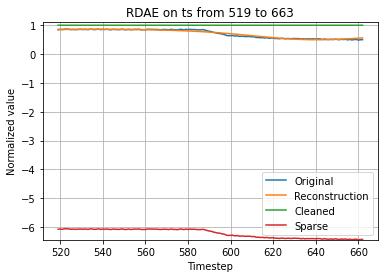 RDAE on ts from 519 to 663
Normalized value
1
0
−1
−2
−3
−4
−5
−6
520 540 560 580 600 620 640 660
Timestep
Original
Reconstruction
Cleaned
Sparse